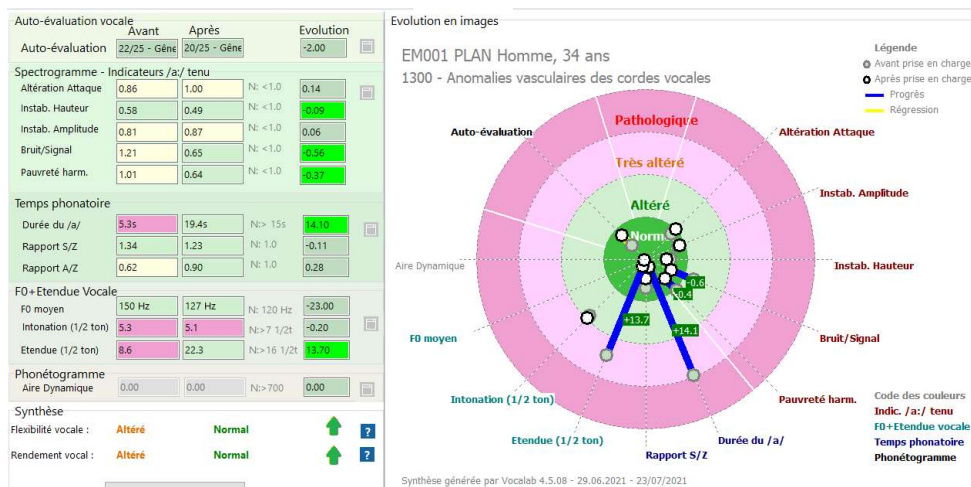 Auto-évaluation vocale
Avant Après Evolution
Auto-évaluation 22/25 - Gêne 20/25 - Gêne -2.00
Spectrogramme - Indicateurs /a:/ tenu
Altération Attaque 0.86 1.00 N: <1.0 0.14
Instab. Hauteur 0.58 0.49 N: <1.0 -0.09
Instab. Amplitude 0.81 0.87 N: <1.0 0.06
Bruit/Signal 1.21 0.65 N: <1.0 -0.56
Pauvreté harm. 1.01 0.64 N: <1.0 -0.37
Temps phonatoire
Durée du /a/ 5.3s 19.4s N:> 15s 14.10
Rapport S/Z 1.34 1.23 N: 1.0 -0.11
Rapport A/Z 0.62 0.90 N: 1.0 0.28
F0+Etendue Vocale
F0 moyen 150 Hz 127 Hz N: 120 Hz -23.00
Intonation (1/2 ton) 5.3 5.1 N:>7 1/2t -0.20
Etendue (1/2 ton) 8.6 22.3 N:>16 1/2t 13.70
Phonétogramme
Aire Dynamique 0.00 0.00 N:>700 0.00
Synthèse
Flexibilité vocale : Altéré Normal ?
Rendement vocal : Altéré Normal ?
Evolution en images
EM001 PLAN Homme, 34 ans
1300 - Anomalies vasculaires des cordes vocales
Légende
Avant prise en charge
Après prise en charge
Progrès
Régression
Pathologique
Très altéré
Altéré
Norm
Auto-évaluation
Altération Attaque
Instab. Amplitude
Instab. Hauteur
Bruit/Signal
Pauvreté harm.
Durée du /a/
Rapport S/Z
Etendue (1/2 ton)
Intonation (1/2 ton)
F0 moyen
Aire Dynamique
-0.6
-0.4
+13.7
+14.1
Code des couleurs
Indic. /a:/ tenu
F0+Etendue vocale
Temps phonatoire
Phonétogramme
Synthèse générée par Vocalab 4.5.08 - 29.06.2021 - 23/07/2021